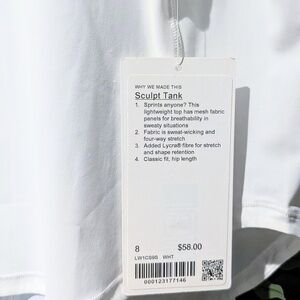 WHY WE MADE THIS
Sculpt Tank
1. Sprints anyone? This
lightweight top has mesh fabric
panels for breathability in
sweaty situations
2. Fabric is sweat-wicking and
four-way stretch
3. Added Lycra® fibre for stretch
and shape retention
4. Classic fit, hip length
8 $58.00
LW1CS9S WHT
000123177146